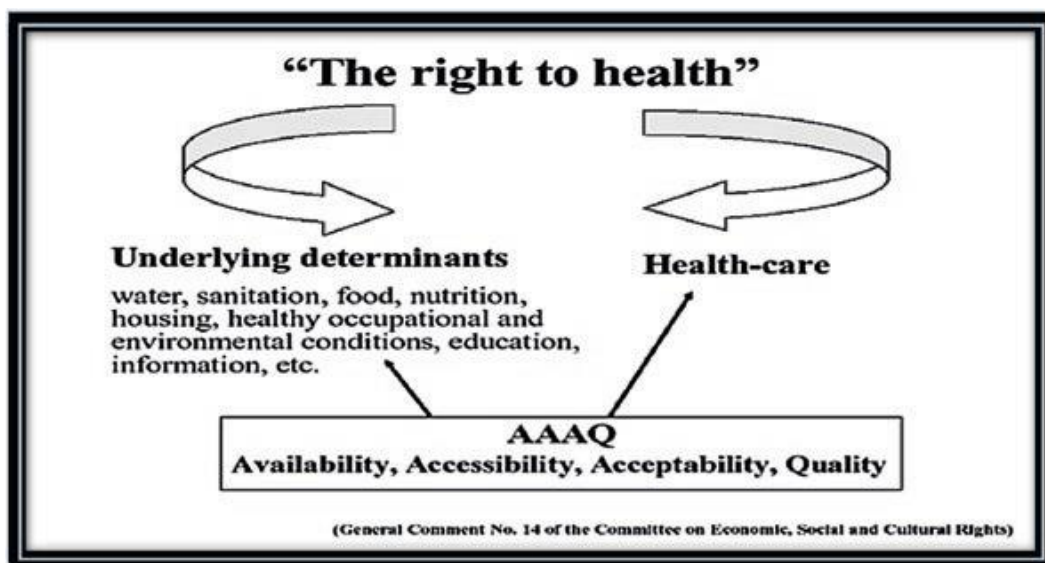 “The right to health”
Underlying determinants
water, sanitation, food, nutrition,
housing, healthy occupational and
environmental conditions, education,
information, etc.
Health-care
AAAQ
Availability, Accessibility, Acceptability, Quality
(General Comment No. 14 of the Committee on Economic, Social and Cultural Rights)